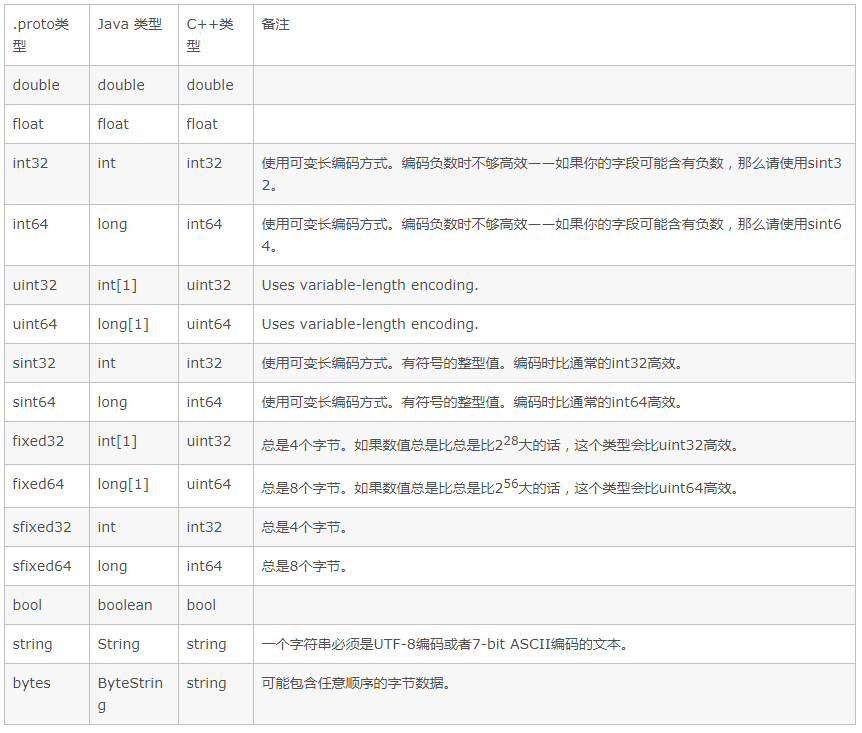 .proto类 Java 类型 C++类 备注
型 型
double double double
float float float
int32 int int32 使用可变长编码方式。编码负数时不够高效——如果你的字段可能含有负数，那么请使用sint3
2。
int64 long int64 使用可变长编码方式。编码负数时不够高效——如果你的字段可能含有负数，那么请使用sint6
4。
uint32 int[1] uint32 Uses variable-length encoding.
uint64 long[1] uint64 Uses variable-length encoding.
sint32 int int32 使用可变长编码方式。有符号的整型值。编码时比通常的int32高效。
sint64 long int64 使用可变长编码方式。有符号的整型值。编码时比通常的int64高效。
fixed32 int[1] uint32 总是4个字节。如果数值总是比总是比2²⁸大的话，这个类型会比uint32高效。
fixed64 long[1] uint64 总是8个字节。如果数值总是比总是比2⁵⁶大的话，这个类型会比uint64高效。
sfixed32 int int32 总是4个字节。
sfixed64 long int64 总是8个字节。
bool boolean bool
string String string 一个字符串必须是UTF-8编码或者7-bit ASCII编码的文本。
bytes ByteStrin string 可能包含任意顺序的字节数据。
g